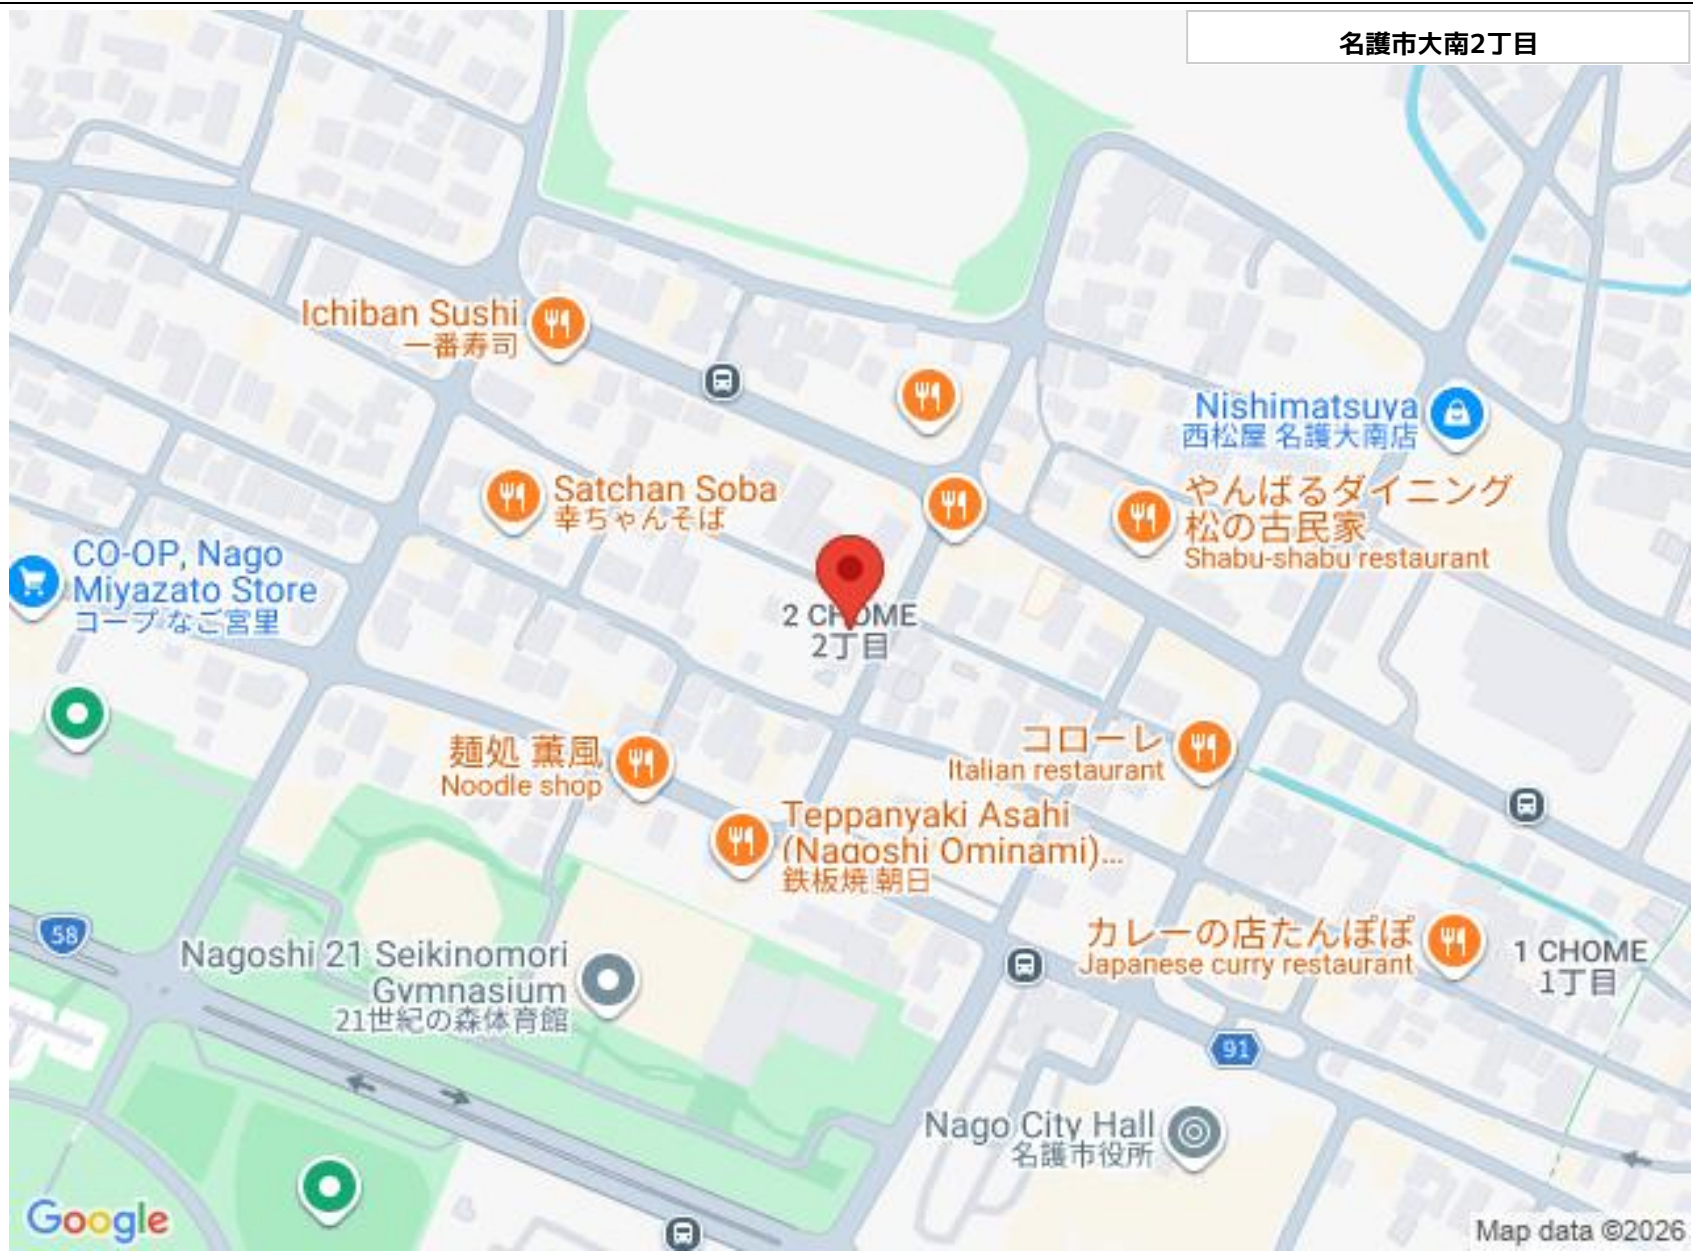 名護市大南2丁目
Ichiban Sushi
一番寿司
Nishimatsuya
西松屋 名護大南店
Satchan Soba
幸ちゃんそば
やんばるダイニング
松の古民家
Shabu-shabu restaurant
CO-OP, Nago
Miyazato Store
コープ なご宮里
2 CHOME
2丁目
麺処 薫風
Noodle shop
コローレ
Italian restaurant
Teppanyaki Asahi
(Nagoshi Ominami)...
鉄板焼 朝日
58
カレーの店たんぽぽ
Japanese curry restaurant
1 CHOME
1丁目
Nagoshi 21 Seikinomori
Gymnasium
21世紀の森体育館
91
Nago City Hall
名護市役所
Google
Map data ©2026